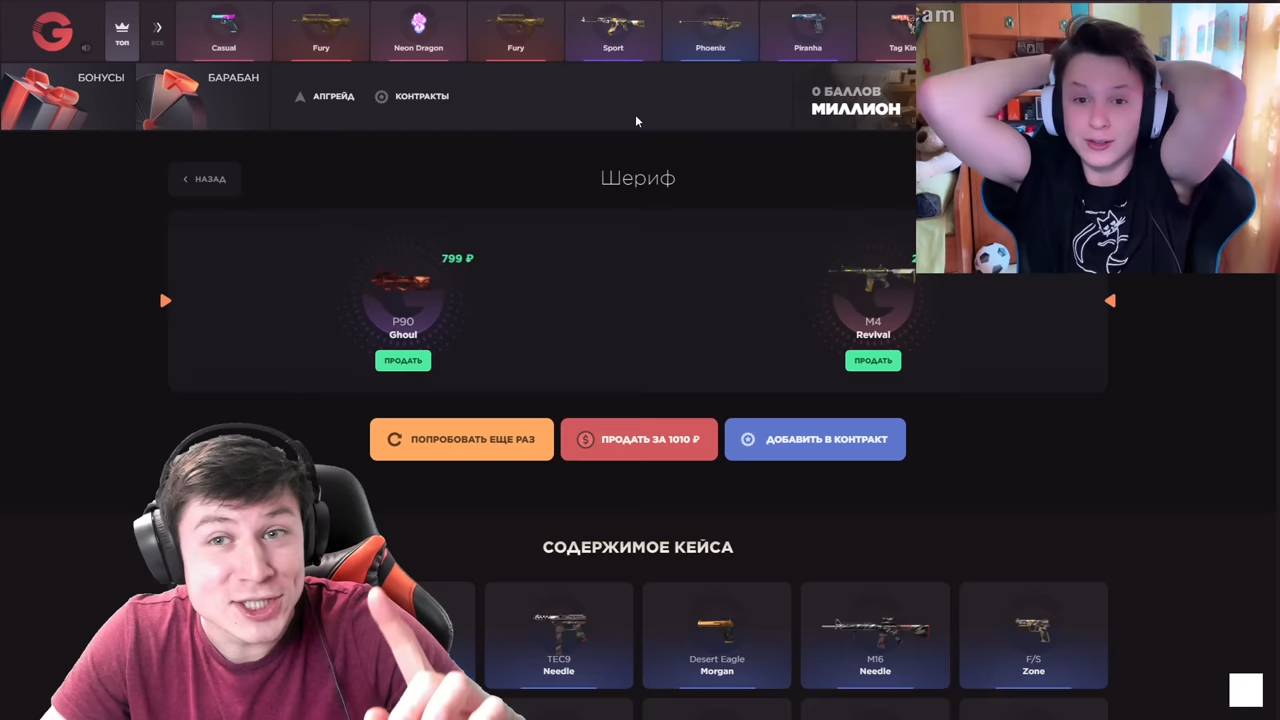 ТОП
ВСЕ
Casual
Fury
Neon Dragon
Fury
Sport
Phoenix
Piranha
Tag
am
БОНУСЫ
БАРАБАН
АПГРЕЙД
КОНТРАКТЫ
0 БАЛЛОВ
МИЛЛИОН
НАЗАД
Шериф
799 ₽
P90
Ghoul
ПРОДАТЬ
2
M4
Revival
ПРОДАТЬ
ПОПРОБОВАТЬ ЕЩЕ РАЗ
ПРОДАТЬ ЗА 1010 ₽
ДОБАВИТЬ В КОНТРАКТ
СОДЕРЖИМОЕ КЕЙСА
TEC9
Needle
Desert Eagle
Morgan
M16
Needle
F/S
Zone